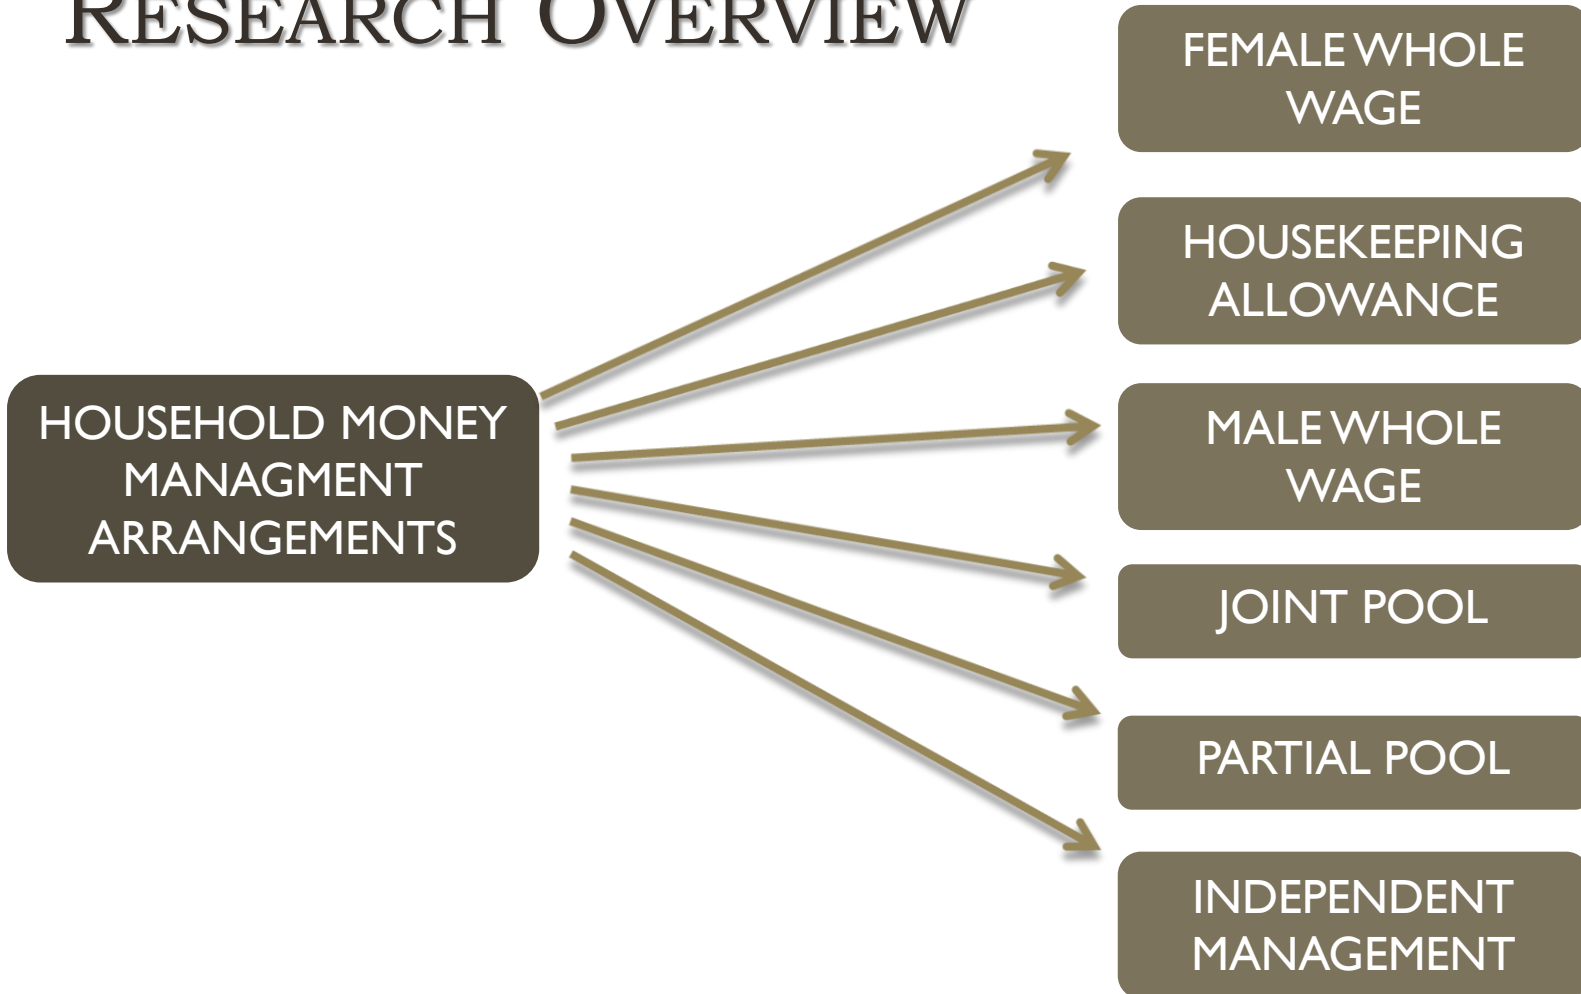 RESEARCH OVERVIEW
FEMALE WHOLE
WAGE
HOUSEKEEPING
ALLOWANCE
HOUSEHOLD MONEY
MANAGMENT
ARRANGEMENTS
MALE WHOLE
WAGE
JOINT POOL
PARTIAL POOL
INDEPENDENT
MANAGEMENT